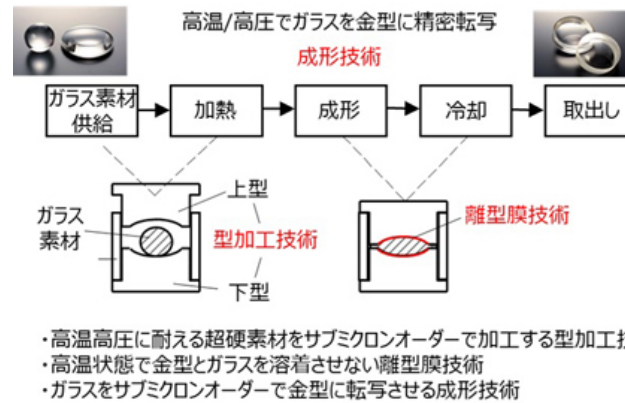 高温/高圧でガラスを金型に精密転写
成形技術
ガラス素材
供給
加熱
成形
冷却
取出し
上型
ガラス
素材
型加工技術
下型
離型膜技術
・高温高圧に耐える超硬素材をサブミクロンオーダーで加工する型加工
・高温状態で金型とガラスを溶着させない離型膜技術
・ガラスをサブミクロンオーダーで金型に転写させる成形技術